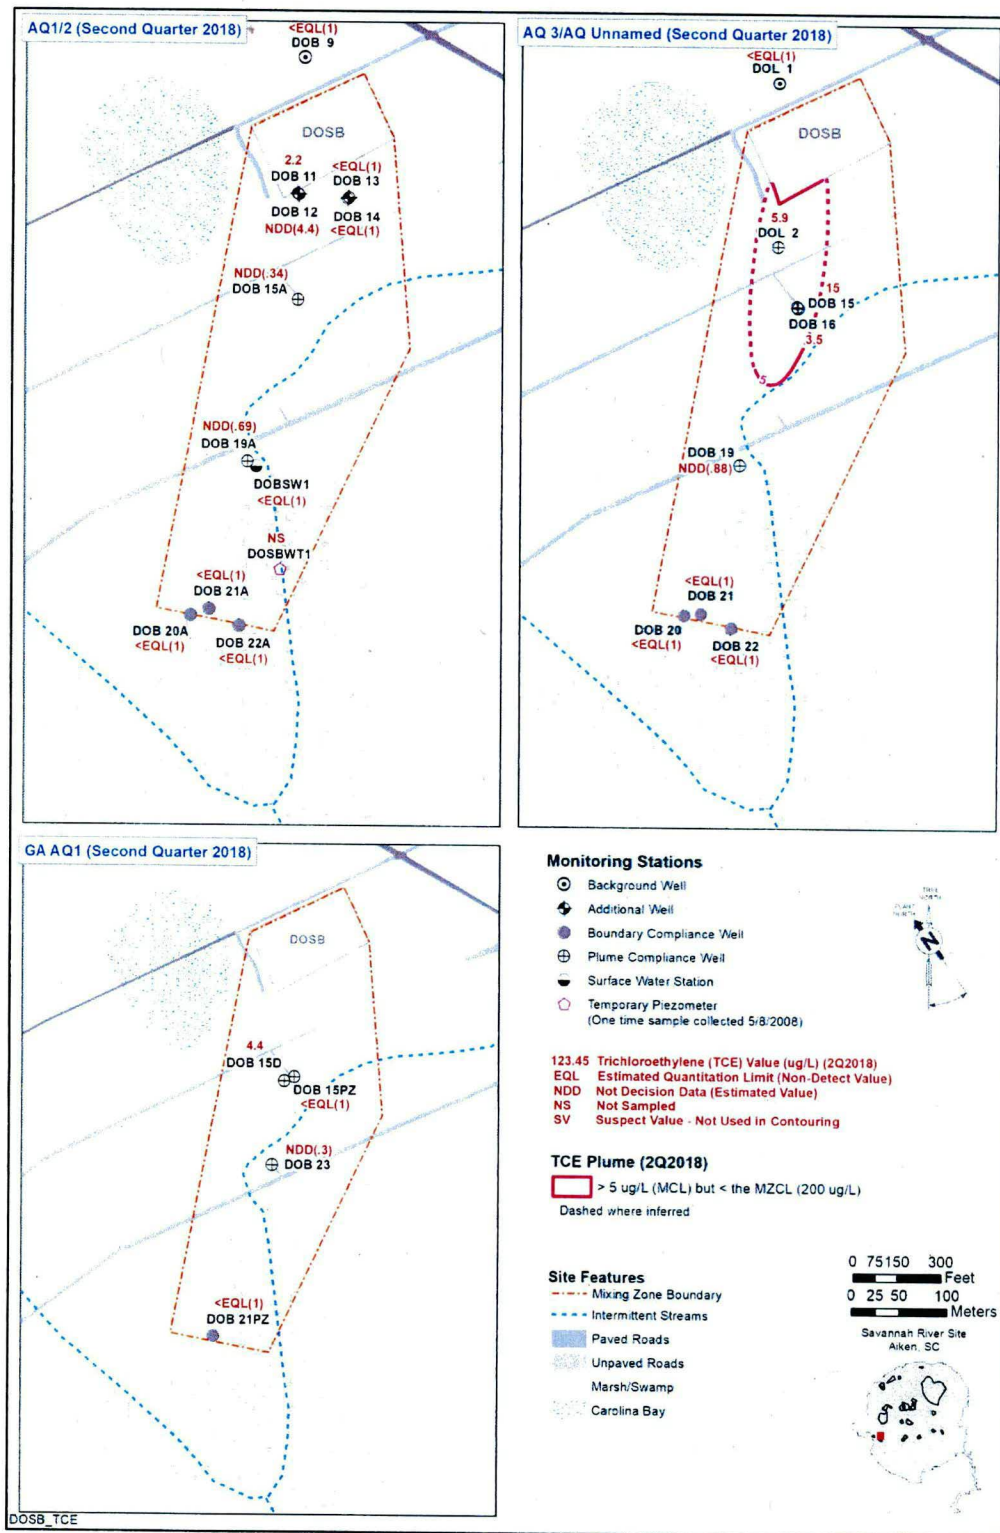 AQ1/2 (Second Quarter 2018)
<EQL(1)
DOB 9
DOSB
2.2
DOB 11
<EQL(1)
DOB 13
DOB 12
NDD(4.4)
DOB 14
<EQL(1)
NDD(.34)
DOB 15A
NDD(.69)
DOB 19A
DOBSW1
<EQL(1)
NS
DOSBWT1
<EQL(1)
DOB 21A
DOB 20A
<EQL(1)
DOB 22A
<EQL(1)
AQ 3/AQ Unnamed (Second Quarter 2018)
<EQL(1)
DOL 1
DOSB
5.9
DOL 2
15
DOB 15
DOB 16
3.5
5
DOB 19
NDD(.88)
<EQL(1)
DOB 21
DOB 20
<EQL(1)
DOB 22
<EQL(1)
GA AQ1 (Second Quarter 2018)
DOSB
4.4
DOB 15D
DOB 15PZ
<EQL(1)
NDD(.3)
DOB 23
<EQL(1)
DOB 21PZ
Monitoring Stations
Background Well
Additional Well
Boundary Compliance Well
Plume Compliance Well
Surface Water Station
Temporary Piezometer
(One time sample collected 5/8/2008)
TRUE
NORTH
PLANT
NORTH
N
123.45 Trichloroethylene (TCE) Value (ug/L) (2Q2018)
EQL Estimated Quantitation Limit (Non-Detect Value)
NDD Not Decision Data (Estimated Value)
NS Not Sampled
SV Suspect Value - Not Used in Contouring
TCE Plume (2Q2018)
> 5 ug/L (MCL) but < the MZCL (200 ug/L)
Dashed where inferred
Site Features
Mixing Zone Boundary
Intermittent Streams
Paved Roads
Unpaved Roads
Marsh/Swamp
Carolina Bay
0 75 150 300
Feet
0 25 50 100
Meters
Savannah River Site
Aiken, SC
DOSB_TCE